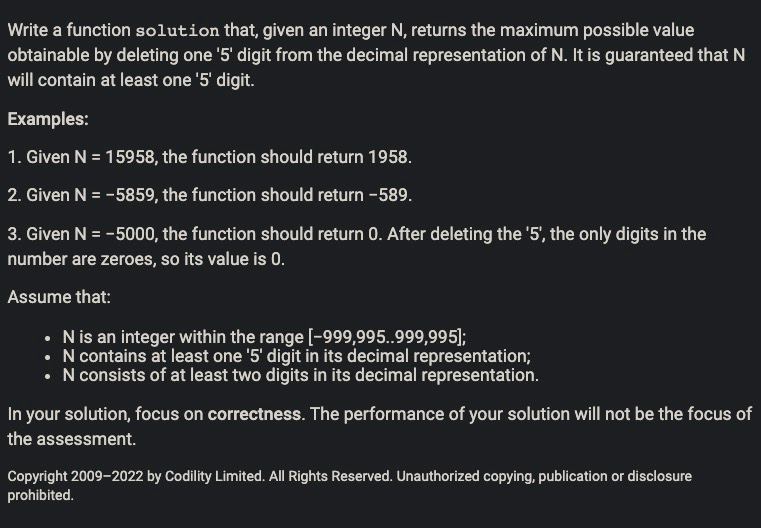 Write a function solution that, given an integer N, returns the maximum possible value
obtainable by deleting one '5' digit from the decimal representation of N. It is guaranteed that N
will contain at least one '5' digit.
Examples:
1. Given N = 15958, the function should return 1958.
2. Given N = −5859, the function should return −589.
3. Given N = −5000, the function should return 0. After deleting the '5', the only digits in the
number are zeroes, so its value is 0.
Assume that:
• N is an integer within the range [−999,995..999,995];
• N contains at least one '5' digit in its decimal representation;
• N consists of at least two digits in its decimal representation.
In your solution, focus on correctness. The performance of your solution will not be the focus of
the assessment.
Copyright 2009–2022 by Codility Limited. All Rights Reserved. Unauthorized copying, publication or disclosure
prohibited.